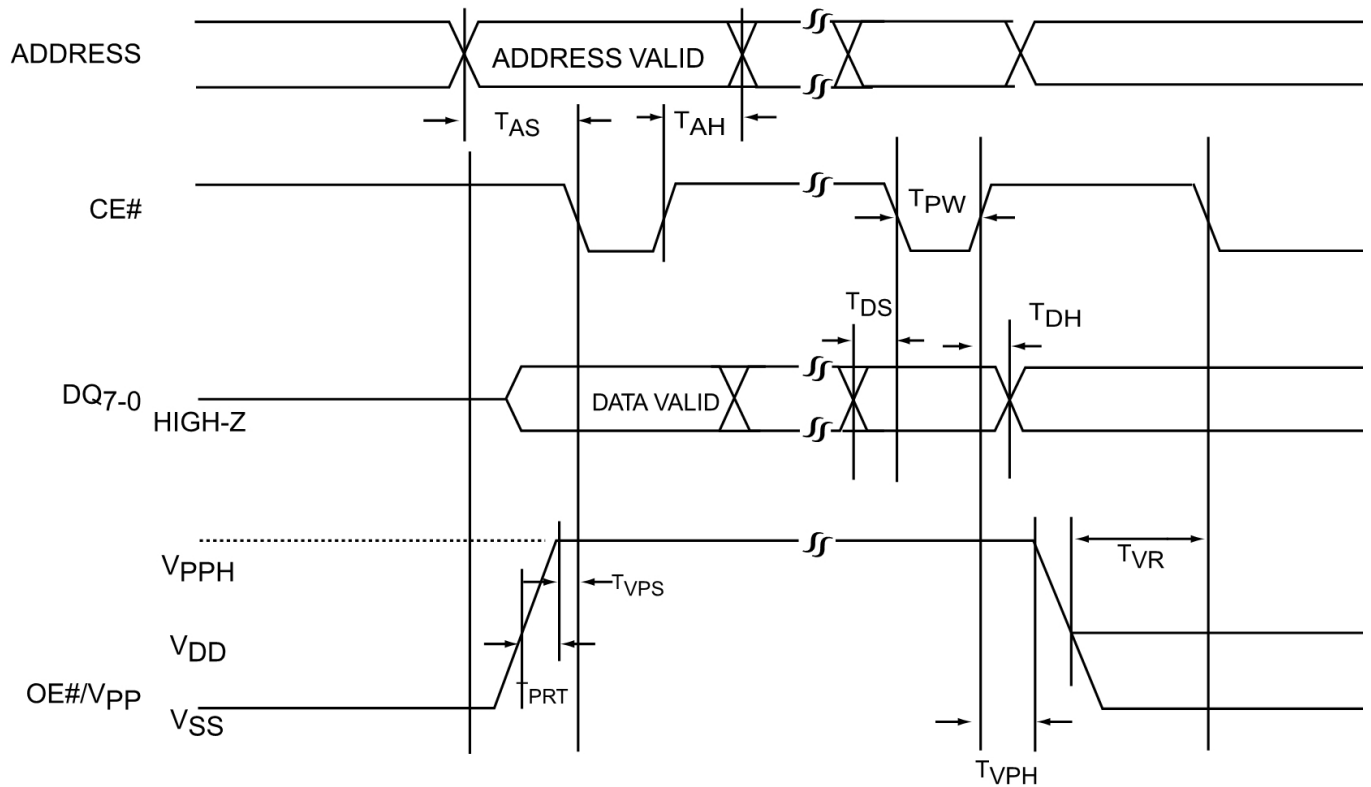 ADDRESS
ADDRESS VALID
TAS
TAH
CE#
TPW
TDS
TDH
DQ7-0
HIGH-Z
DATA VALID
VPPH
TVPS
TVR
VDD
OE#/VPP
TPRT
VSS
TVPH